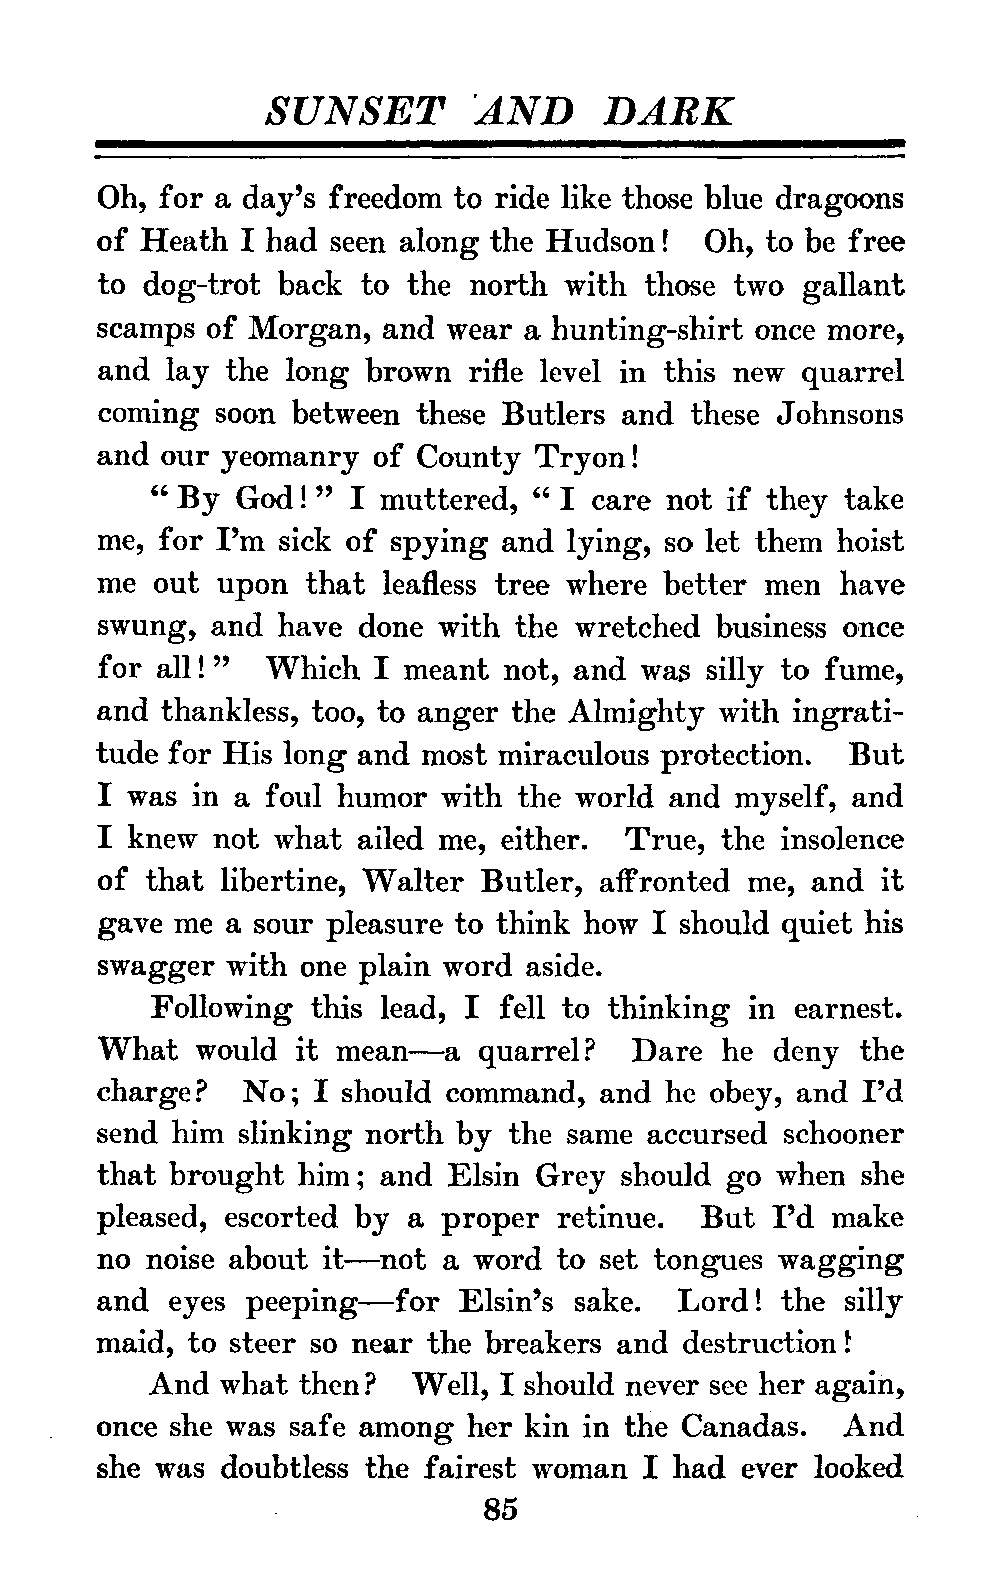 SUNSET AND DARK
Oh, for a day's freedom to ride like those blue dragoons
of Heath I had seen along the Hudson! Oh, to be free
to dog-trot back to the north with those two gallant
scamps of Morgan, and wear a hunting-shirt once more,
and lay the long brown rifle level in this new quarrel
coming soon between these Butlers and these Johnsons
and our yeomanry of County Tryon!
"By God!" I muttered, "I care not if they take
me, for I'm sick of spying and lying, so let them hoist
me out upon that leafless tree where better men have
swung, and have done with the wretched business once
for all!" Which I meant not, and was silly to fume,
and thankless, too, to anger the Almighty with ingrati-
tude for His long and most miraculous protection. But
I was in a foul humor with the world and myself, and
I knew not what ailed me, either. True, the insolence
of that libertine, Walter Butler, affronted me, and it
gave me a sour pleasure to think how I should quiet his
swagger with one plain word aside.
Following this lead, I fell to thinking in earnest.
What would it mean—a quarrel? Dare he deny the
charge? No; I should command, and he obey, and I'd
send him slinking north by the same accursed schooner
that brought him; and Elsin Grey should go when she
pleased, escorted by a proper retinue. But I'd make
no noise about it—not a word to set tongues wagging
and eyes peeping—for Elsin's sake. Lord! the silly
maid, to steer so near the breakers and destruction!
And what then? Well, I should never see her again,
once she was safe among her kin in the Canadas. And
she was doubtless the fairest woman I had ever looked
85